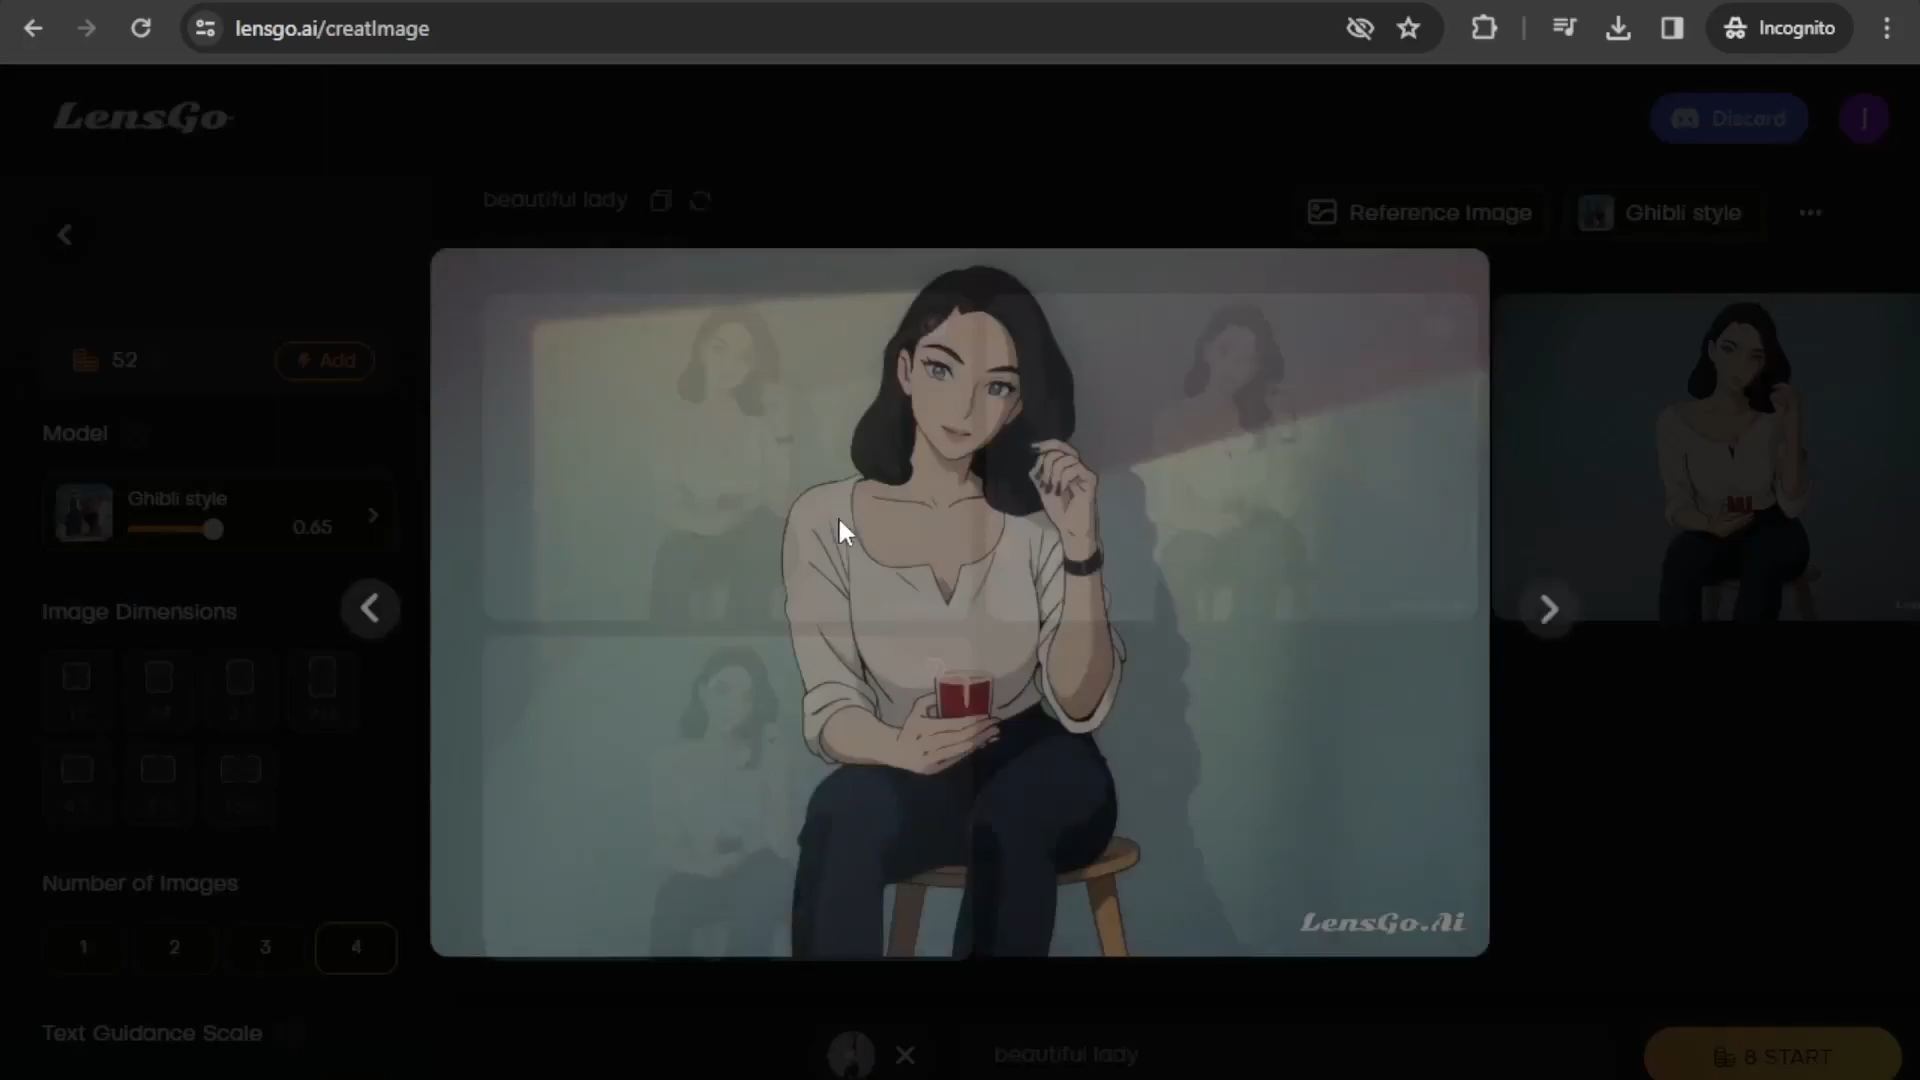 lensgo.ai/creatImage
Incognito
LensGo
Discord
J
beautiful lady
Reference Image
Ghibli style
52
Add
Model
Ghibli style
0.65
Image Dimensions
Number of Images
1
2
3
4
LensGo.Ai
Text Guidance Scale
beautiful lady
8 START